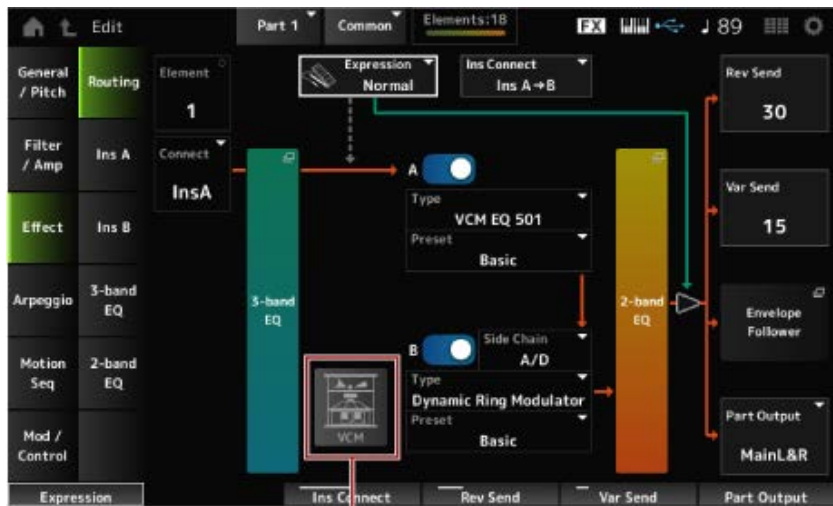 Edit
Part 1
Common
Elements:18
FX
♩ 89
General / Pitch
Filter / Amp
Effect
Arpeggio
Motion Seq
Mod / Control
Routing
Ins A
Ins B
3-band EQ
2-band EQ
Element
1
Connect
InsA
Expression
Normal
Ins Connect
Ins A→B
3-band EQ
A
Type
VCM EQ 501
Preset
Basic
B
Side Chain
A/D
Type
Dynamic Ring Modulator
Preset
Basic
VCM
2-band EQ
Rev Send
30
Var Send
15
Envelope Follower
Part Output
MainL&R
Expression
Ins Connect
Rev Send
Var Send
Part Output